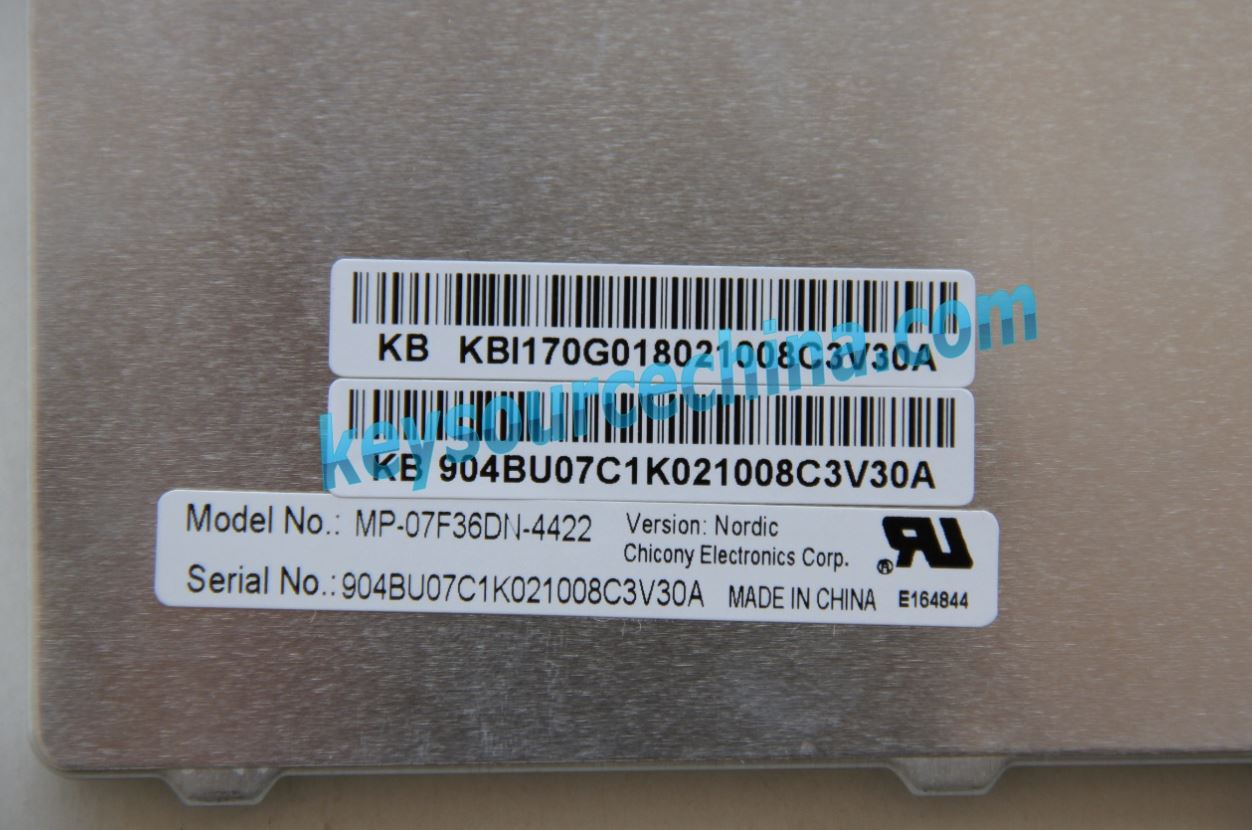 KB KBI170G018021008C3V30A
keysourcechina.com
KB 904BU07C1K021008C3V30A
Model No.: MP-07F36DN-4422 Version: Nordic
Chicony Electronics Corp.
Serial No.: 904BU07C1K021008C3V30A MADE IN CHINA E164844
RU ®